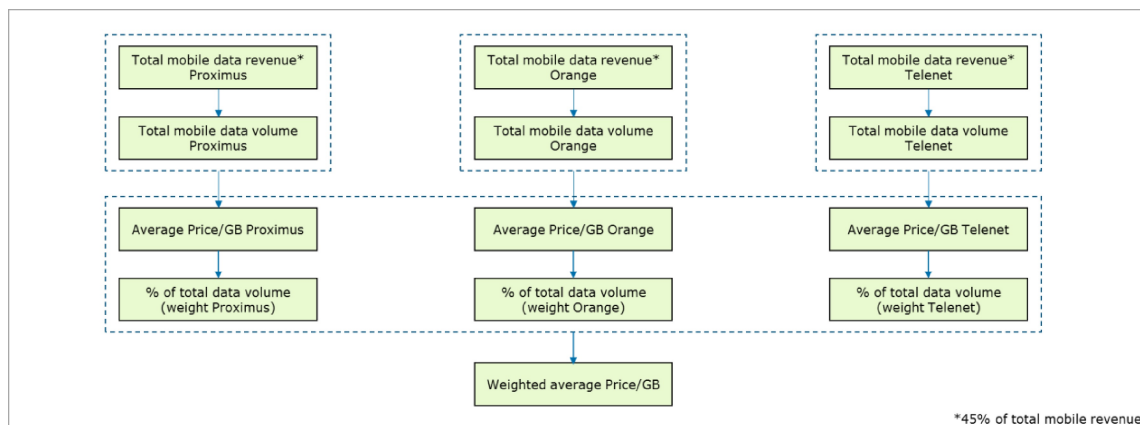 Total mobile data revenue*
Proximus
Total mobile data revenue*
Orange
Total mobile data revenue*
Telenet
Total mobile data volume
Proximus
Total mobile data volume
Orange
Total mobile data volume
Telenet
Average Price/GB Proximus
Average Price/GB Orange
Average Price/GB Telenet
% of total data volume
(weight Proximus)
% of total data volume
(weight Orange)
% of total data volume
(weight Telenet)
Weighted average Price/GB
*45% of total mobile revenue